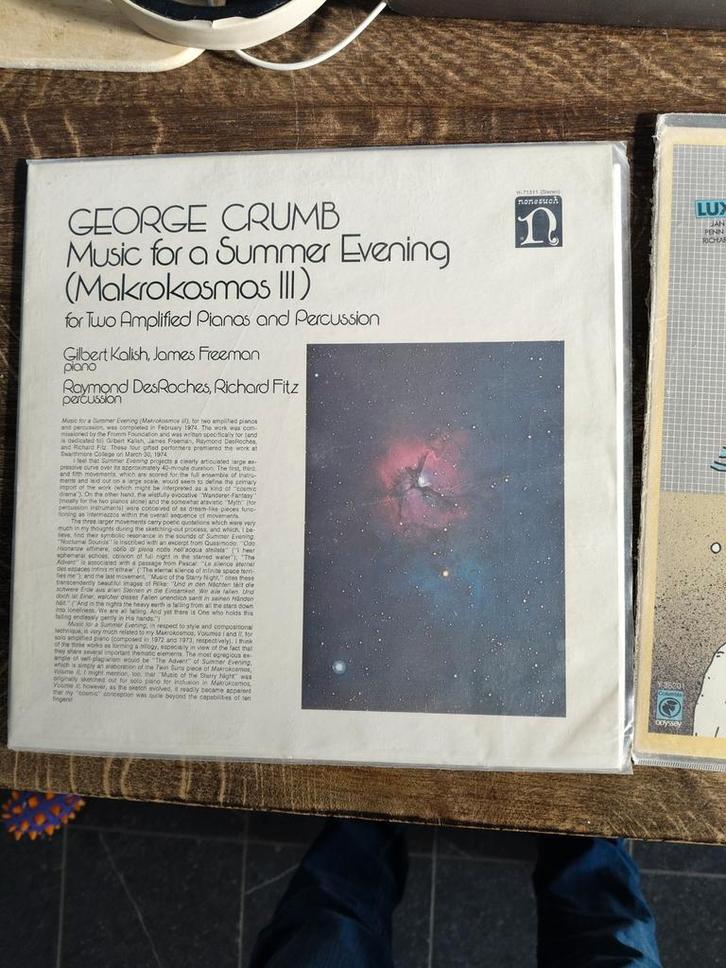 H-71311 (Stereo)
nonesuch
n
GEORGE CRUMB
Music for a Summer Evening
(Makrokosmos III)
for Two Amplified Pianos and Percussion
Gilbert Kalish, James Freeman
piano
Raymond DesRoches, Richard Fitz
percussion
Music for a Summer Evening (Makrokosmos III), for two amplified pianos
and percussion, was completed in February 1974. The work was com-
missioned by the Fromm Foundation and was written specifically for (and
is dedicated to) Gilbert Kalish, James Freeman, Raymond DesRoches,
and Richard Fitz. These four gifted performers premiered the work at
Swarthmore College on March 30, 1974.
I feel that Summer Evening projects a clearly articulated large ex-
pressive curve over its approximately 40-minute duration. The first, third,
and fifth movements, which are scored for the full ensemble of instru-
ments and laid out on a large scale, would seem to define the primary
import of the work (which might be interpreted as a kind of "cosmic
drama"). On the other hand, the wistfully evocative "Wanderer-Fantasy"
(mostly for the two pianos alone) and the somewhat atavistic "Myth" (for
percussion instruments) were conceived of as dream-like pieces func-
tioning as intermezzos within the overall sequence of movements.
The three larger movements carry poetic quotations which were very
much in my thoughts during the sketching-out process, and which, I be-
lieve, find their symbolic resonance in the sounds of Summer Evening.
"Nocturnal Sounds" is inscribed with an excerpt from Quasimodo: "Odo
risonanze effimere, oblio di piena notte nell'acqua stellata" ("I hear
ephemeral echoes, oblivion of full night in the starred water"); "The
Advent" is associated with a passage from Pascal: "Le silence éternel
des espaces infinis m'effraie" ("The eternal silence of infinite space terri-
fies me"); and the last movement, "Music of the Starry Night," cites these
transcendently beautiful images of Rilke: "Und in den Nächten fällt die
schwere Erde aus allen Sternen in die Einsamkeit. Wir alle fallen. Und
doch ist Einer, welcher dieses Fallen unendlich sanft in seinen Händen
hält." ("And in the nights the heavy earth is falling from all the stars down
into loneliness. We are all falling. And yet there is One who holds this
falling endlessly gently in His hands.")
Music for a Summer Evening, in respect to style and compositional
technique, is very much related to my Makrokosmos, Volumes I and II, for
solo amplified piano (composed in 1972 and 1973, respectively). I think
of the three works as forming a trilogy, especially in view of the fact that
they share several important thematic elements. The most egregious ex-
ample of self-plagiarism would be "The Advent" of Summer Evening,
which is simply an elaboration of the Twin Suns piece of Makrokosmos,
Volume II; I might mention, too, that "Music of the Starry Night" was
originally sketched out for solo piano for inclusion in Makrokosmos,
Volume II; however, as the sketch evolved, it readily became apparent
that my "cosmic" conception was quite beyond the capabilities of ten
fingers!
LUX
JAN
PENN
RICHAR
Y 35201
Columbia
odyssey